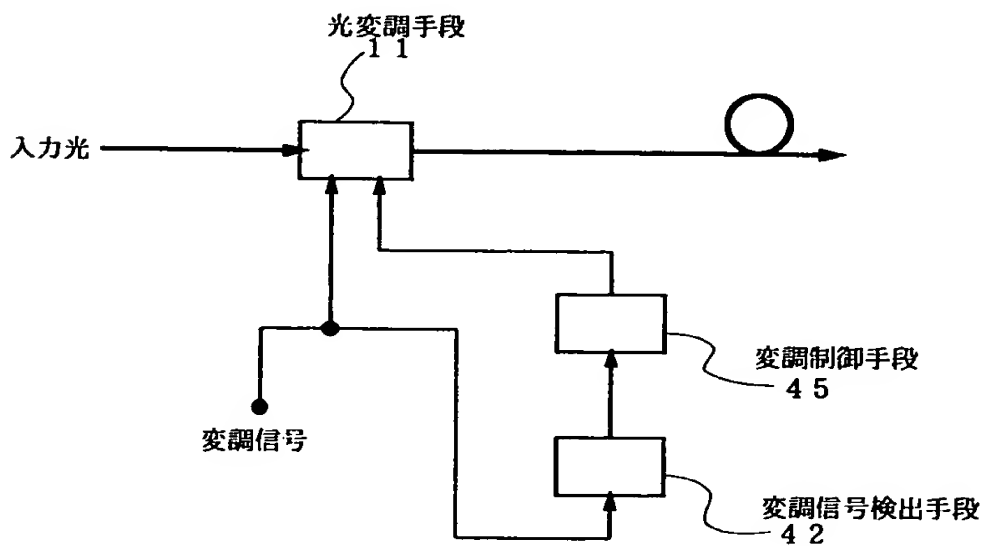 光変調手段
１１
入力光
変調制御手段
４５
変調信号
変調信号検出手段
４２